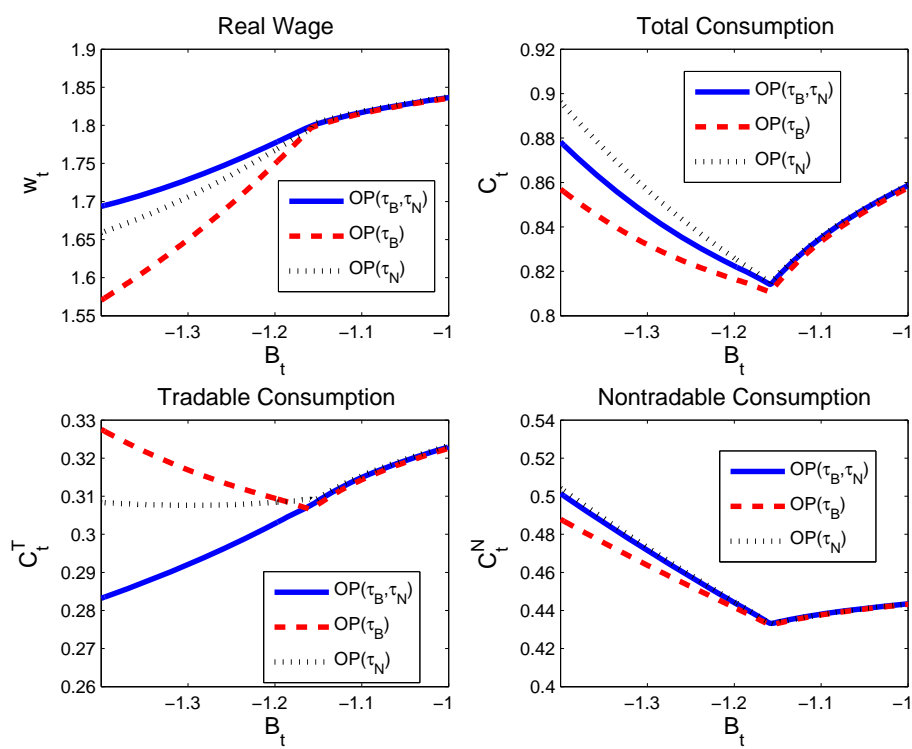 Real Wage
1.9
1.85
1.8
1.75
1.7
1.65
1.6
1.55
w_t
OP(τ_B,τ_N)
OP(τ_B)
OP(τ_N)
−1.3 −1.2 −1.1 −1
B_t
Total Consumption
0.92
0.9
0.88
0.86
0.84
0.82
0.8
C_t
OP(τ_B,τ_N)
OP(τ_B)
OP(τ_N)
−1.3 −1.2 −1.1 −1
B_t
Tradable Consumption
0.33
0.32
0.31
0.3
0.29
0.28
0.27
0.26
C_t^T
OP(τ_B,τ_N)
OP(τ_B)
OP(τ_N)
−1.3 −1.2 −1.1 −1
B_t
Nontradable Consumption
0.54
0.52
0.5
0.48
0.46
0.44
0.42
0.4
C_t^N
OP(τ_B,τ_N)
OP(τ_B)
OP(τ_N)
−1.3 −1.2 −1.1 −1
B_t